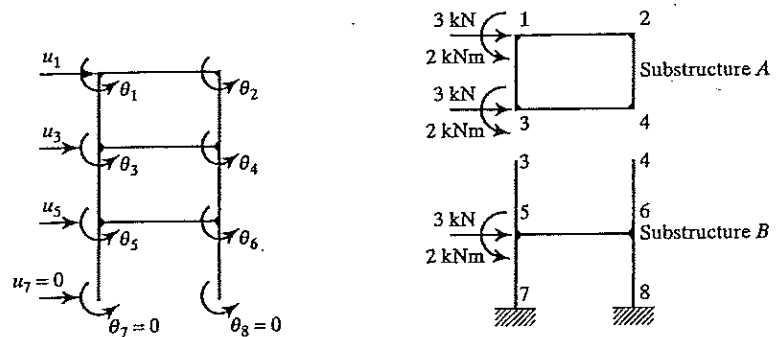 u₁
θ₁
θ₂
u₃
θ₃
θ₄
u₅
θ₅
θ₆
u₇ = 0
θ₇ = 0
θ₈ = 0
3 kN
1
2
2 kNm
Substructure A
3 kN
2 kNm
3
4
3
4
3 kN
5
6
Substructure B
2 kNm
7
8